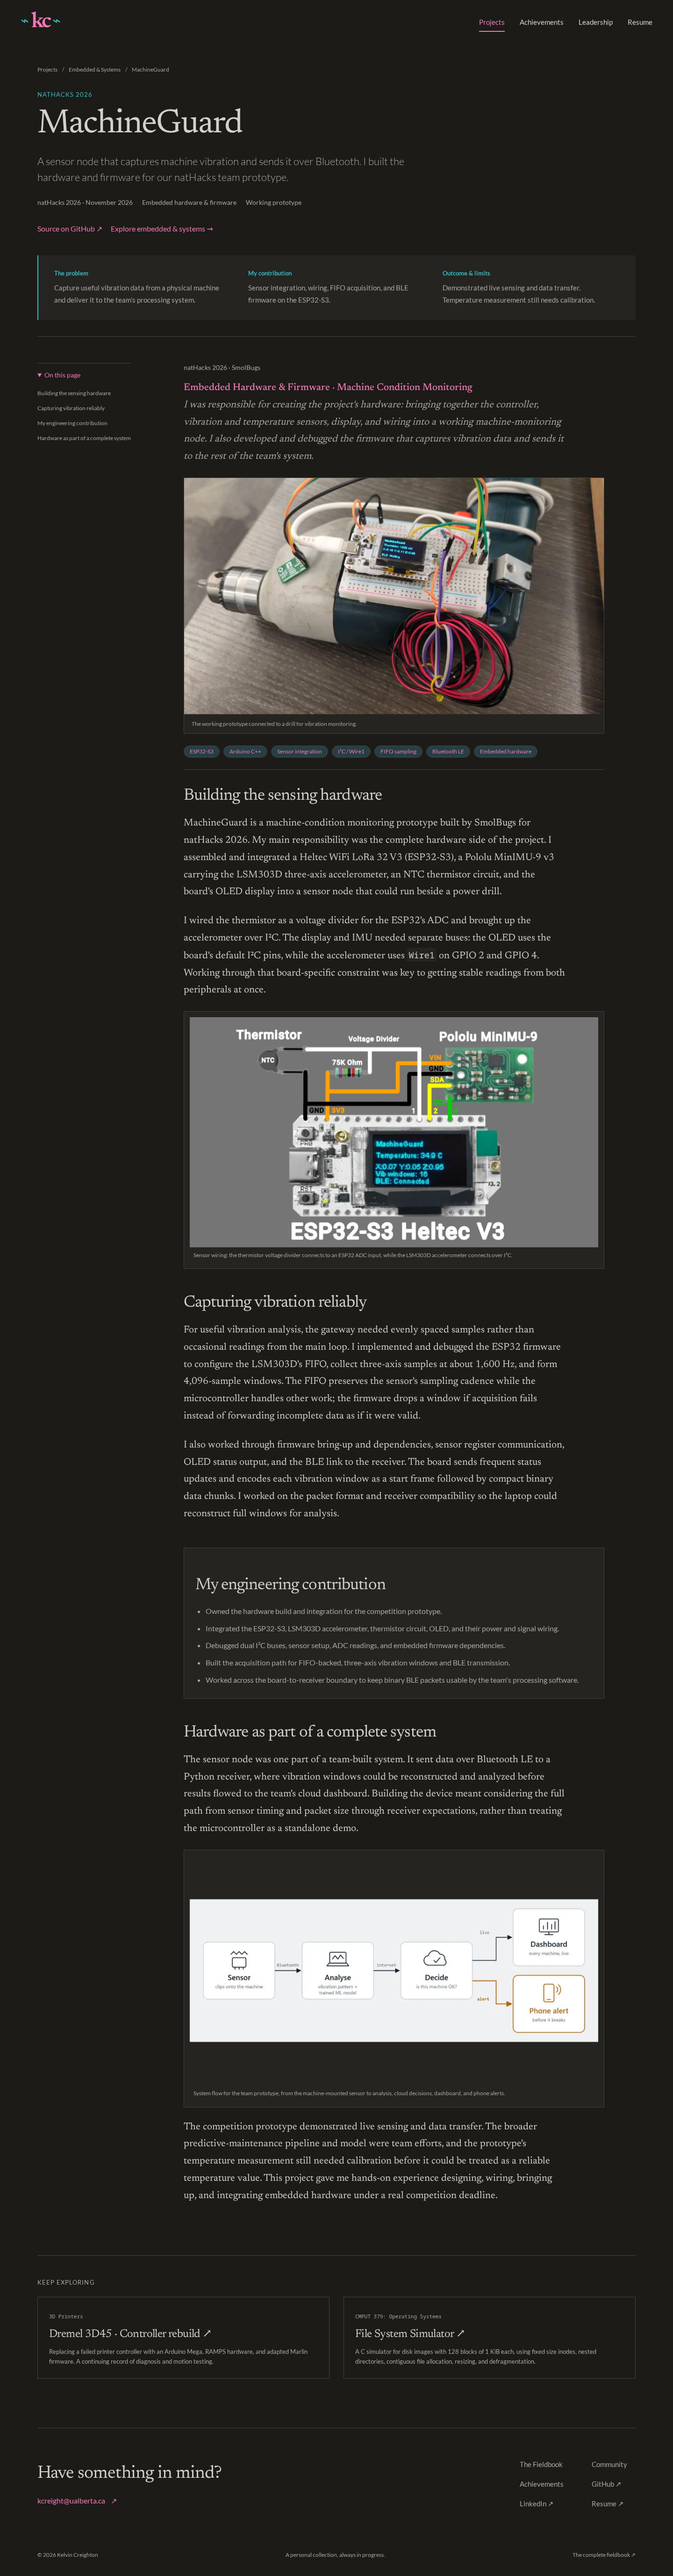 kc
Projects
Achievements
Leadership
Resume
Projects / Embedded & Systems / MachineGuard
NATHACKS 2026
MachineGuard
A sensor node that captures machine vibration and sends it over Bluetooth. I built the
hardware and firmware for our natHacks team prototype.
natHacks 2026 · November 2026
Embedded hardware & firmware
Working prototype
Source on GitHub ↗
Explore embedded & systems →
The problem
Capture useful vibration data from a physical machine
and deliver it to the team's processing system.
My contribution
Sensor integration, wiring, FIFO acquisition, and BLE
firmware on the ESP32-S3.
Outcome & limits
Demonstrated live sensing and data transfer.
Temperature measurement still needs calibration.
▼ On this page
Building the sensing hardware
Capturing vibration reliably
My engineering contribution
Hardware as part of a complete system
natHacks 2026 · SmolBugs
Embedded Hardware & Firmware · Machine Condition Monitoring
I was responsible for creating the project's hardware: bringing together the controller,
vibration and temperature sensors, display, and wiring into a working machine-monitoring
node. I also developed and debugged the firmware that captures vibration data and sends it
to the rest of the team's system.
The working prototype connected to a drill for vibration monitoring.
ESP32-S3
Arduino C++
Sensor integration
I²C / Wire1
FIFO sampling
Bluetooth LE
Embedded hardware
Building the sensing hardware
MachineGuard is a machine-condition monitoring prototype built by SmolBugs for
natHacks 2026. My main responsibility was the complete hardware side of the project. I
assembled and integrated a Heltec WiFi LoRa 32 V3 (ESP32-S3), a Pololu MinIMU-9 v3
carrying the LSM303D three-axis accelerometer, an NTC thermistor circuit, and the
board's OLED display into a sensor node that could run beside a power drill.
I wired the thermistor as a voltage divider for the ESP32's ADC and brought up the
accelerometer over I²C. The display and IMU needed separate buses: the OLED uses the
board's default I²C pins, while the accelerometer uses Wire1 on GPIO 2 and GPIO 4.
Working through that board-specific constraint was key to getting stable readings from both
peripherals at once.
Thermistor
Voltage Divider
Pololu MinIMU-9
NTC
75K Ohm
VIN
GND
SDA
GND
3V3
1
2
PRG
RST
MachineGuard
Temperature: 34.9 C
X:0.07 Y:0.05 Z:0.95
Vib windows: 15
BLE: Connected
ESP32-S3 Heltec V3
Sensor wiring: the thermistor voltage divider connects to an ESP32 ADC input, while the LSM303D accelerometer connects over I²C.
Capturing vibration reliably
For useful vibration analysis, the gateway needed evenly spaced samples rather than
occasional readings from the main loop. I implemented and debugged the ESP32 firmware
to configure the LSM303D's FIFO, collect three-axis samples at about 1,600 Hz, and form
4,096-sample windows. The FIFO preserves the sensor's sampling cadence while the
microcontroller handles other work; the firmware drops a window if acquisition fails
instead of forwarding incomplete data as if it were valid.
I also worked through firmware bring-up and dependencies, sensor register communication,
OLED status output, and the BLE link to the receiver. The board sends frequent status
updates and encodes each vibration window as a start frame followed by compact binary
data chunks. I worked on the packet format and receiver compatibility so the laptop could
reconstruct full windows for analysis.
My engineering contribution
• Owned the hardware build and integration for the competition prototype.
• Integrated the ESP32-S3, LSM303D accelerometer, thermistor circuit, OLED, and their power and signal wiring.
• Debugged dual I²C buses, sensor setup, ADC readings, and embedded firmware dependencies.
• Built the acquisition path for FIFO-backed, three-axis vibration windows and BLE transmission.
• Worked across the board-to-receiver boundary to keep binary BLE packets usable by the team's processing software.
Hardware as part of a complete system
The sensor node was one part of a team-built system. It sent data over Bluetooth LE to a
Python receiver, where vibration windows could be reconstructed and analyzed before
results flowed to the team's cloud dashboard. Building the device meant considering the full
path from sensor timing and packet size through receiver expectations, rather than treating
the microcontroller as a standalone demo.
Sensor
clips onto the machine
Bluetooth
Analyse
vibration pattern +
trained ML model
internet
Decide
is this machine OK?
live
Dashboard
every machine, live
alert
Phone alert
before it breaks
System flow for the team prototype, from the machine-mounted sensor to analysis, cloud decisions, dashboard, and phone alerts.
The competition prototype demonstrated live sensing and data transfer. The broader
predictive-maintenance pipeline and model were team efforts, and the prototype's
temperature measurement still needed calibration before it could be treated as a reliable
temperature value. This project gave me hands-on experience designing, wiring, bringing
up, and integrating embedded hardware under a real competition deadline.
KEEP EXPLORING
3D Printers
Dremel 3D45 · Controller rebuild ↗
Replacing a failed printer controller with an Arduino Mega, RAMPS hardware, and adapted Marlin
firmware. A continuing record of diagnosis and motion testing.
CMPUT 379: Operating Systems
File System Simulator ↗
A C simulator for disk images with 128 blocks of 1 KiB each, using fixed size inodes, nested
directories, contiguous file allocation, resizing, and defragmentation.
Have something in mind?
kcreight@ualberta.ca ↗
The Fieldbook
Community
Achievements
GitHub ↗
LinkedIn ↗
Resume ↗
© 2026 Kelvin Creighton
A personal collection, always in progress.
The complete fieldbook ↗